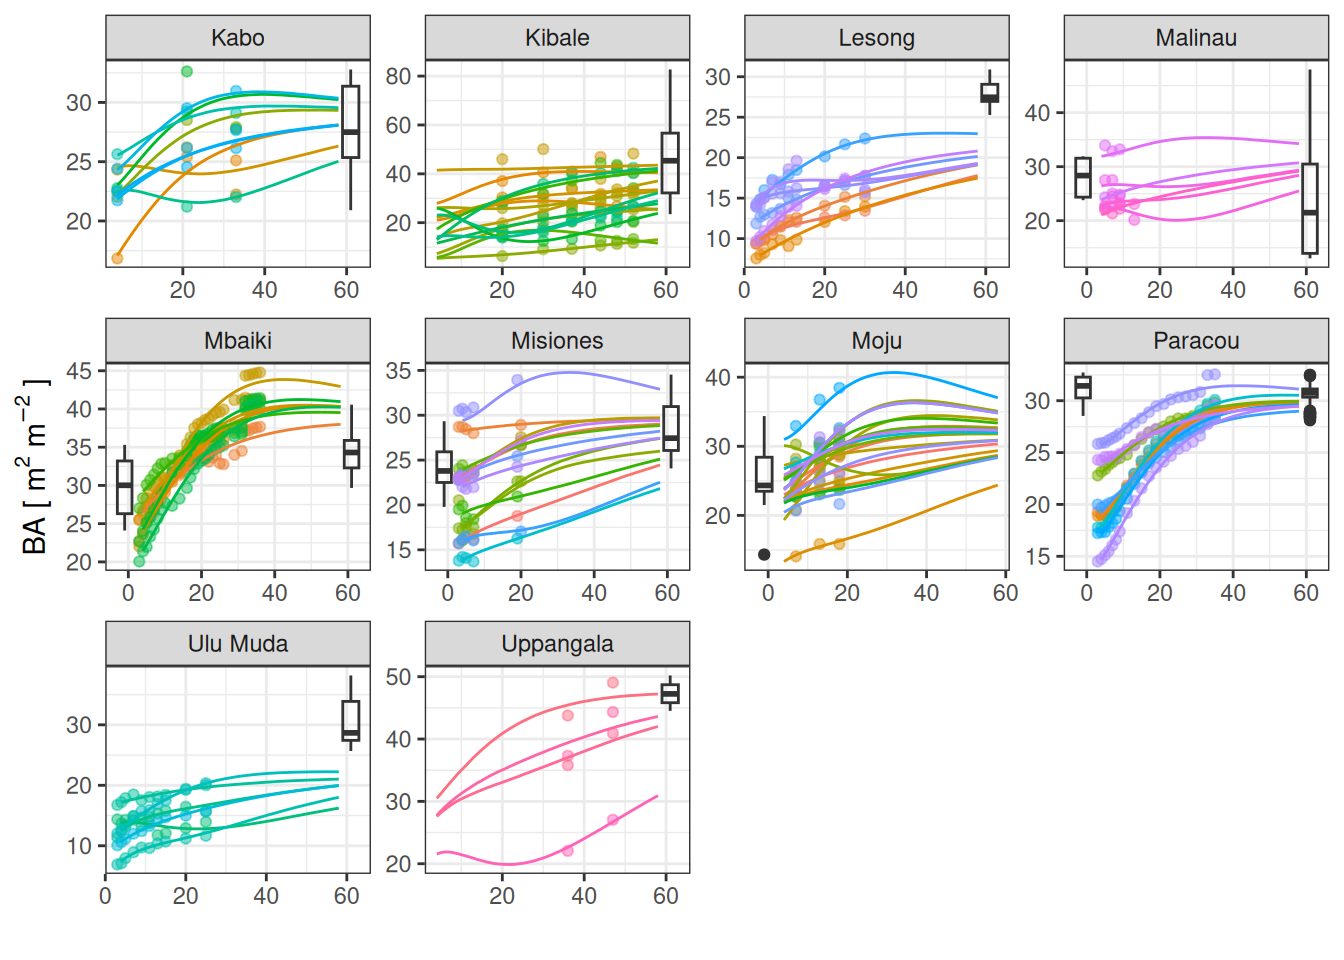 Kabo Kibale Lesong Malinau
30 25 20
80 60 40 20
30 25 20 15 10
40 30 20
20 40 60 20 40 60 0 20 40 60 0 20 40 60
Mbaiki Misiones Moju Paracou
45 40 35 30 25 20
35 30 25 20 15
40 30 20
30 25 20 15
0 20 40 60 0 20 40 60 0 20 40 60 0 20 40 60
BA [ m² m⁻² ]
Ulu Muda Uppangala
30 20 10
50 40 30 20
0 20 40 60 20 40 60